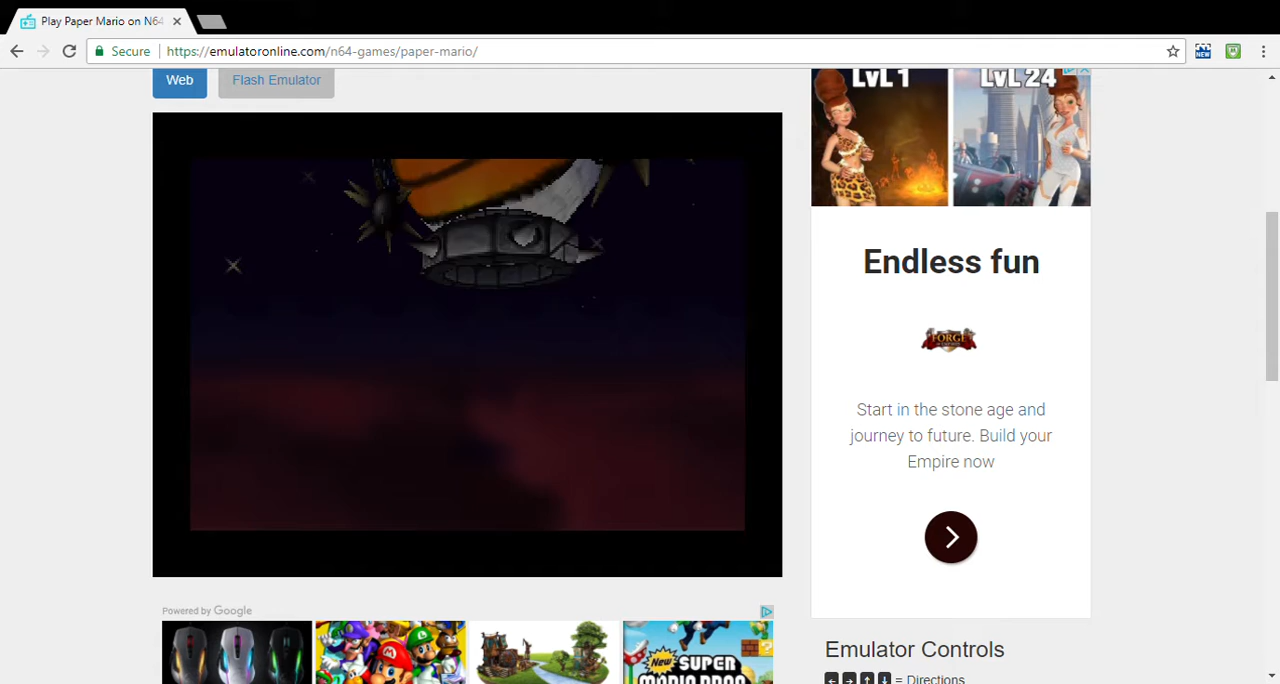 Play Paper Mario on N64
Secure
https://emulatoronline.com/n64-games/paper-mario/
NEW
Web
Flash Emulator
LVL 1
LVL 24
Endless fun
FORGE
Start in the stone age and
journey to future. Build your
Empire now
Powered by Google
New
SUPER
Emulator Controls
= Directions